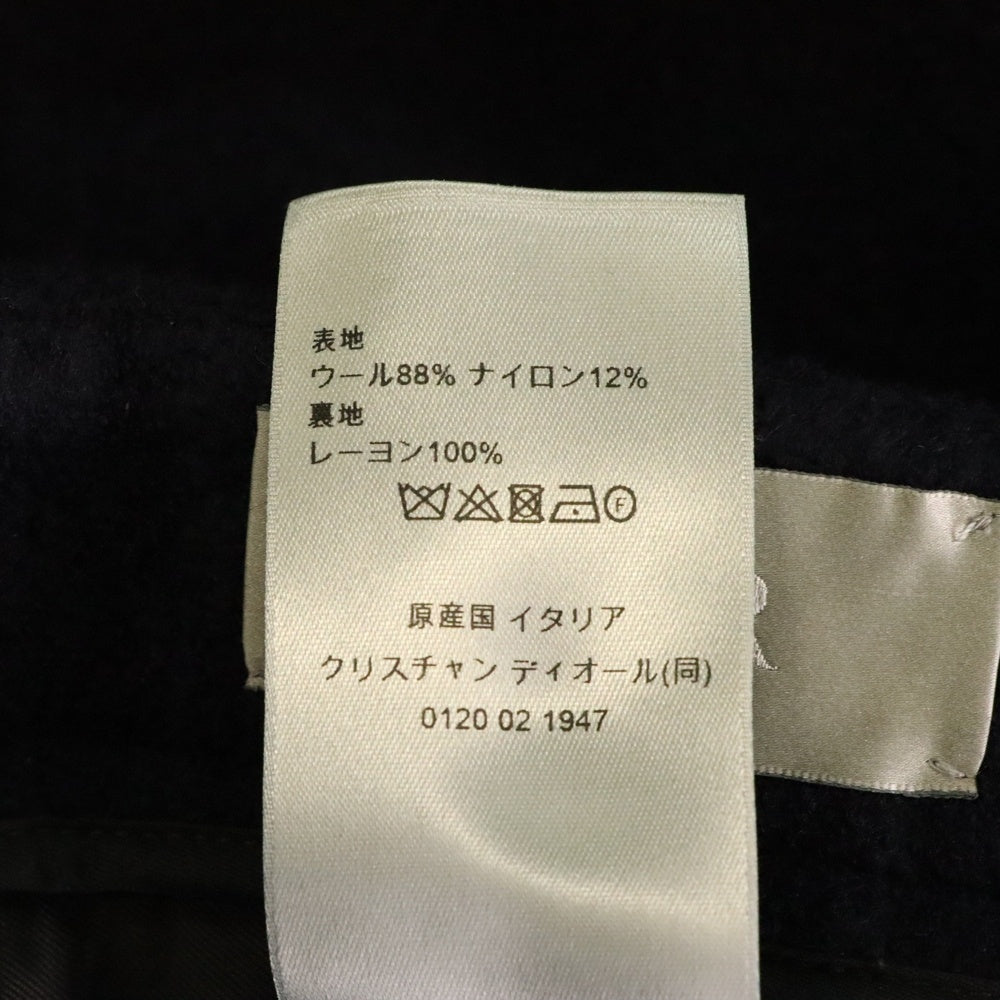 表地
ウール88% ナイロン12%
裏地
レーヨン100%
F
原産国 イタリア
クリスチャン ディオール(同)
0120 02 1947
R